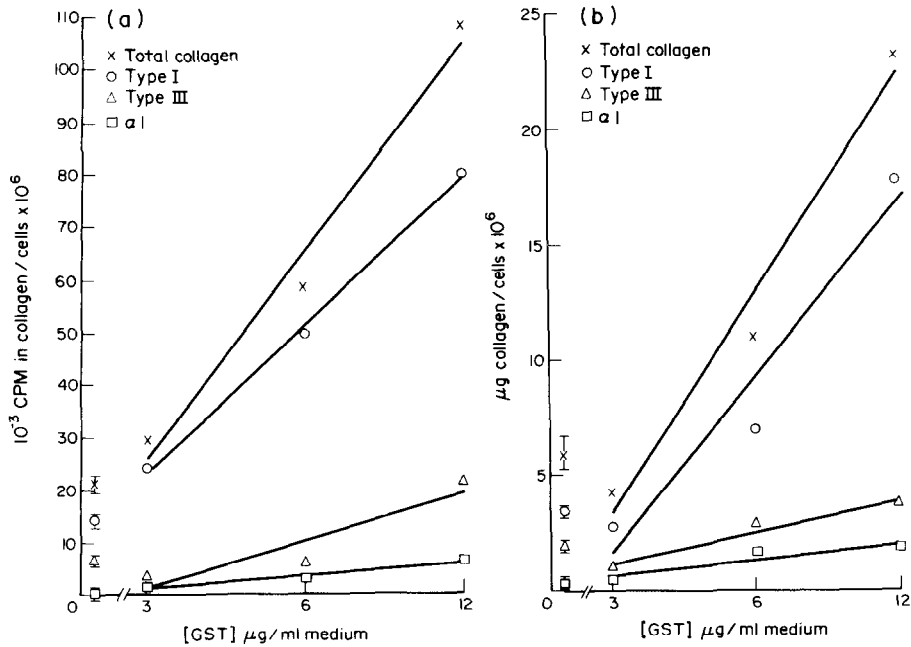 (a)
× Total collagen
○ Type I
△ Type III
□ α I
110
100
90
80
70
60
50
40
30
20
10
0
3
6
12
10⁻³ CPM in collagen/cells x 10⁶
[GST] μg/ml medium
(b)
× Total collagen
○ Type I
△ Type III
□ α I
25
20
15
10
5
0
0
3
6
12
μg collagen/cells x 10⁶
[GST] μg/ml medium